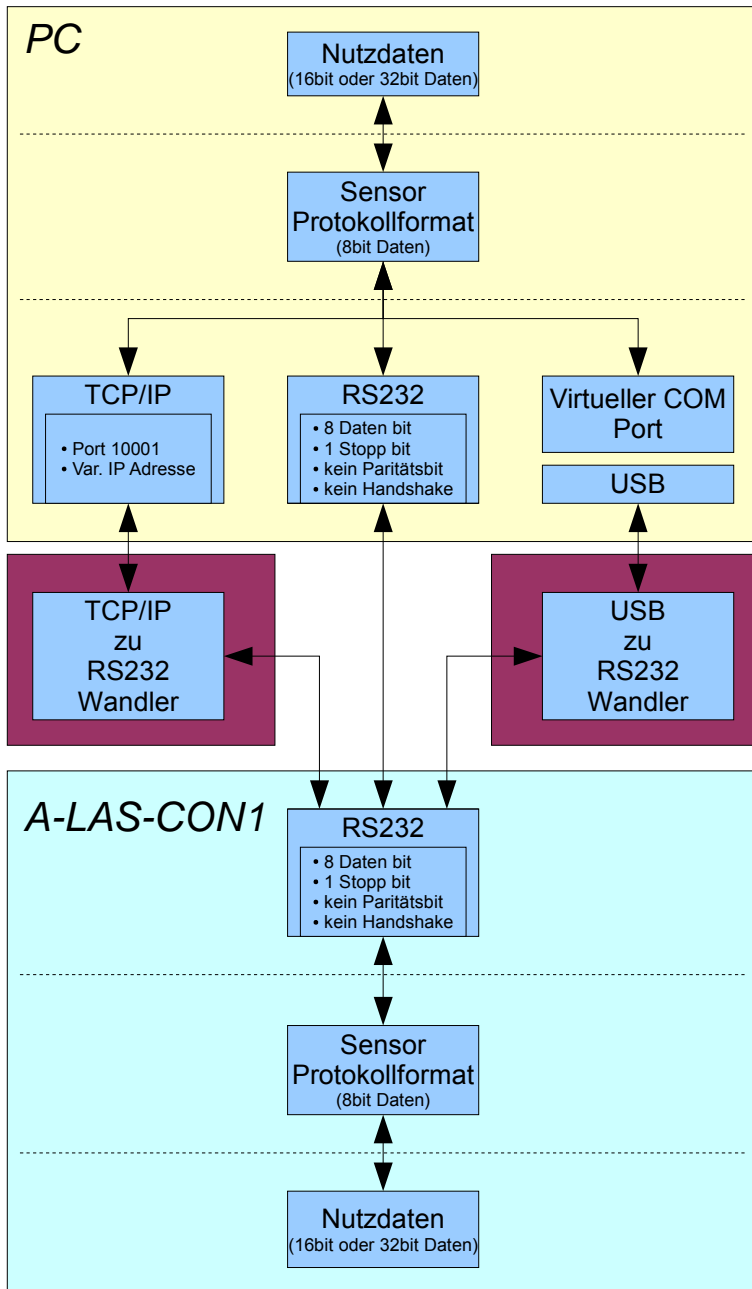 PC
Nutzdaten
(16bit oder 32bit Daten)
Sensor
Protokollformat
(8bit Daten)
TCP/IP
• Port 10001
• Var. IP Adresse
RS232
• 8 Daten bit
• 1 Stopp bit
• kein Paritätsbit
• kein Handshake
Virtueller COM
Port
USB
TCP/IP
zu
RS232
Wandler
USB
zu
RS232
Wandler
A-LAS-CON1
RS232
• 8 Daten bit
• 1 Stopp bit
• kein Paritätsbit
• kein Handshake
Sensor
Protokollformat
(8bit Daten)
Nutzdaten
(16bit oder 32bit Daten)